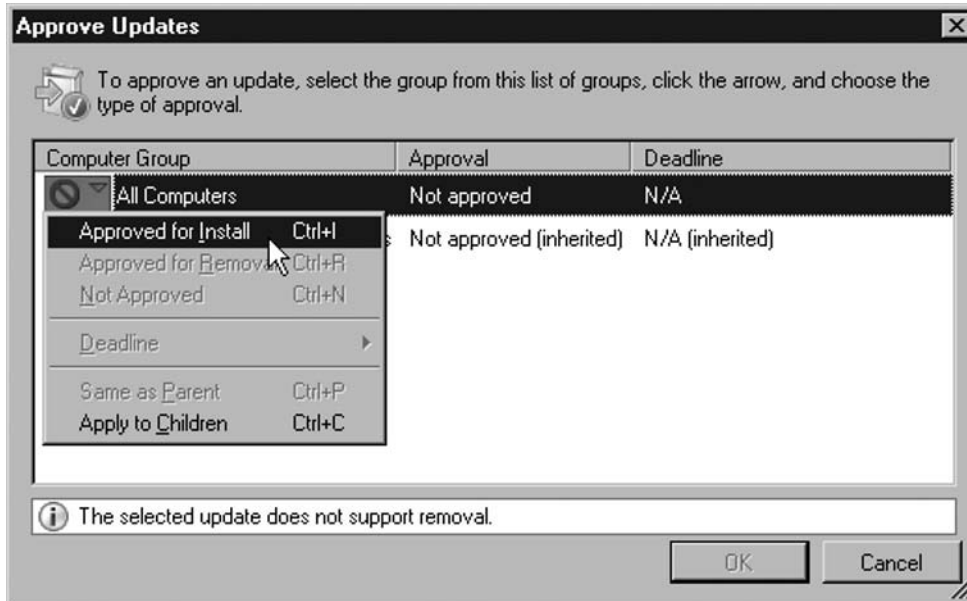 Approve Updates
To approve an update, select the group from this list of groups, click the arrow, and choose the
type of approval.
Computer Group Approval Deadline
All Computers Not approved N/A
Approved for Install Ctrl+I
Not approved (inherited) N/A (inherited)
Approved for Removal Ctrl+R
Not Approved Ctrl+N
Deadline
Same as Parent Ctrl+P
Apply to Children Ctrl+C
The selected update does not support removal.
OK Cancel